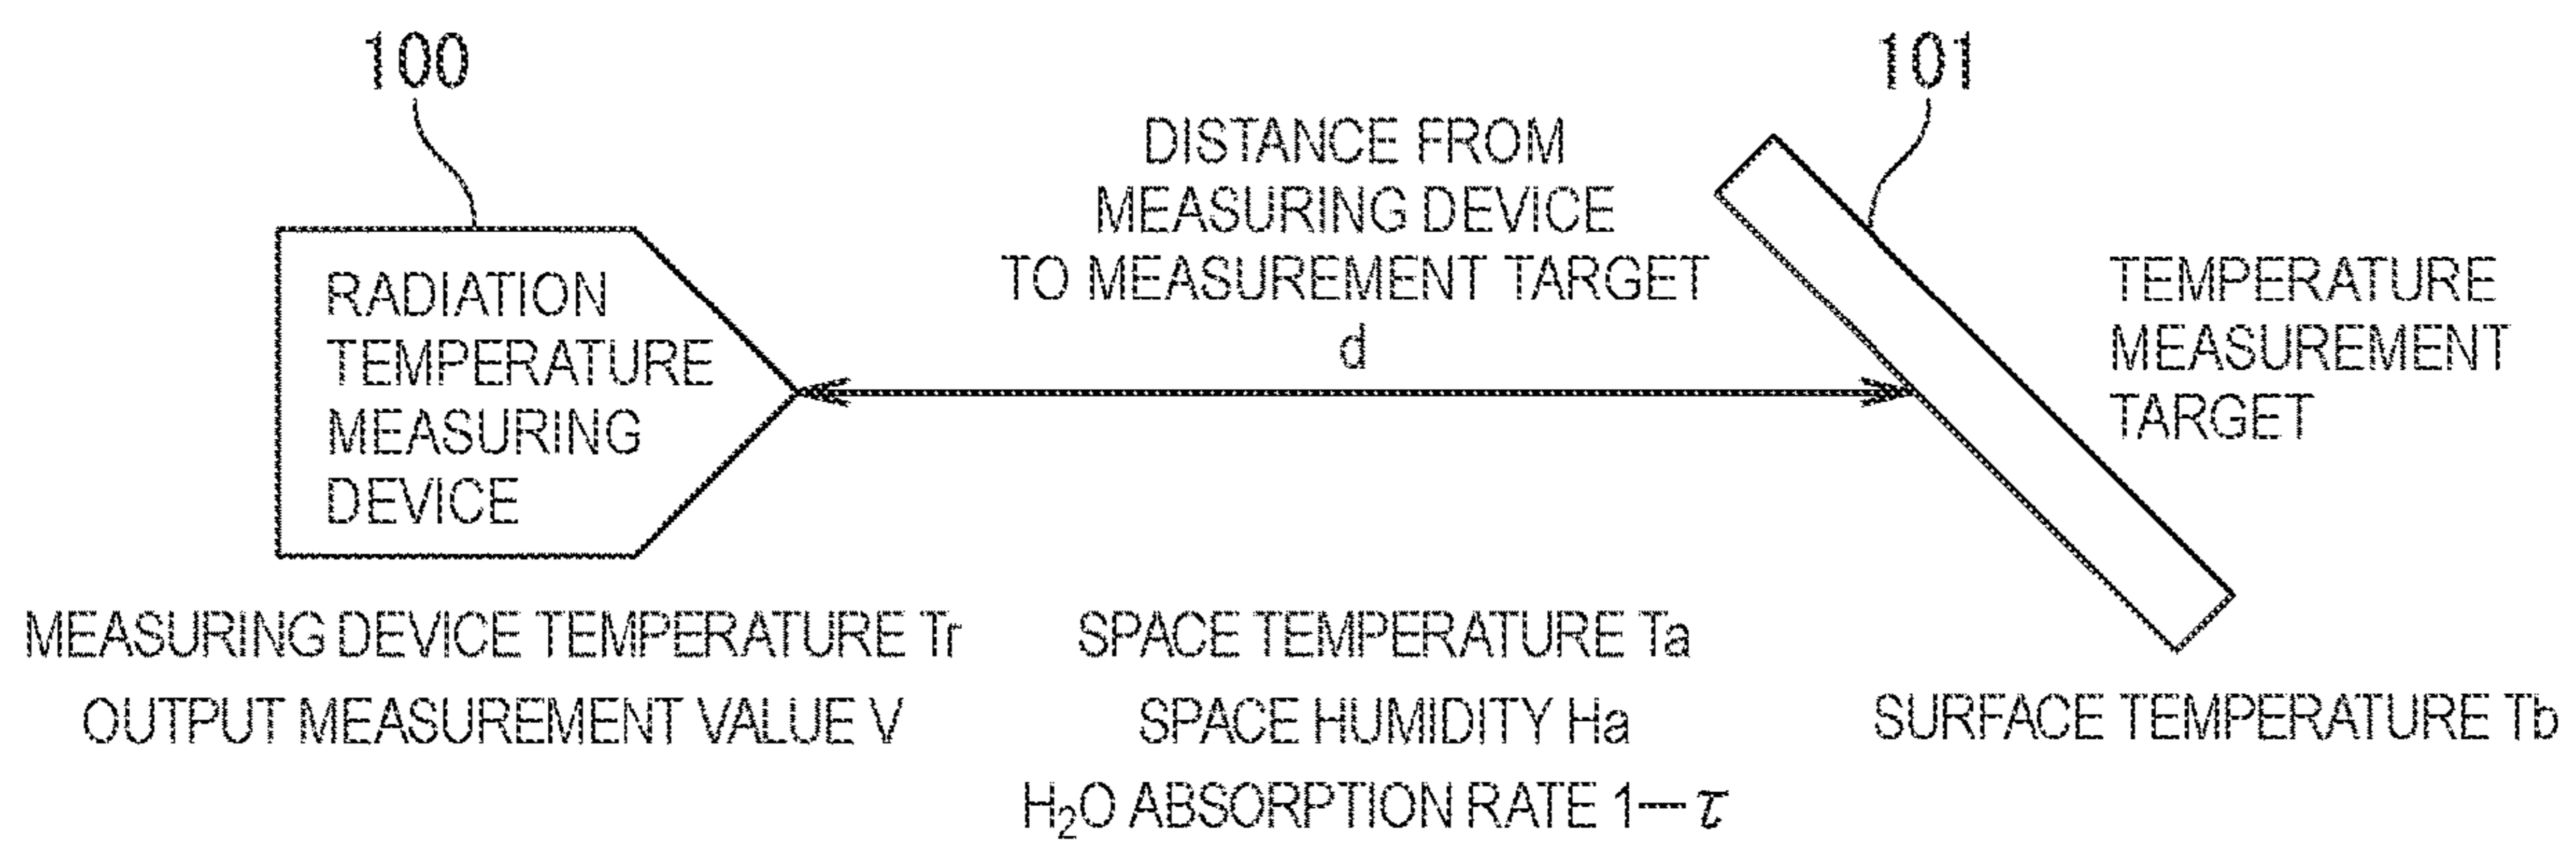 100
101
DISTANCE FROM
MEASURING DEVICE
TO MEASUREMENT TARGET
d
RADIATION
TEMPERATURE
MEASURING
DEVICE
TEMPERATURE
MEASUREMENT
TARGET
MEASURING DEVICE TEMPERATURE Tr
OUTPUT MEASUREMENT VALUE V
SPACE TEMPERATURE Ta
SPACE HUMIDITY Ha
H₂O ABSORPTION RATE 1—τ
SURFACE TEMPERATURE Tb